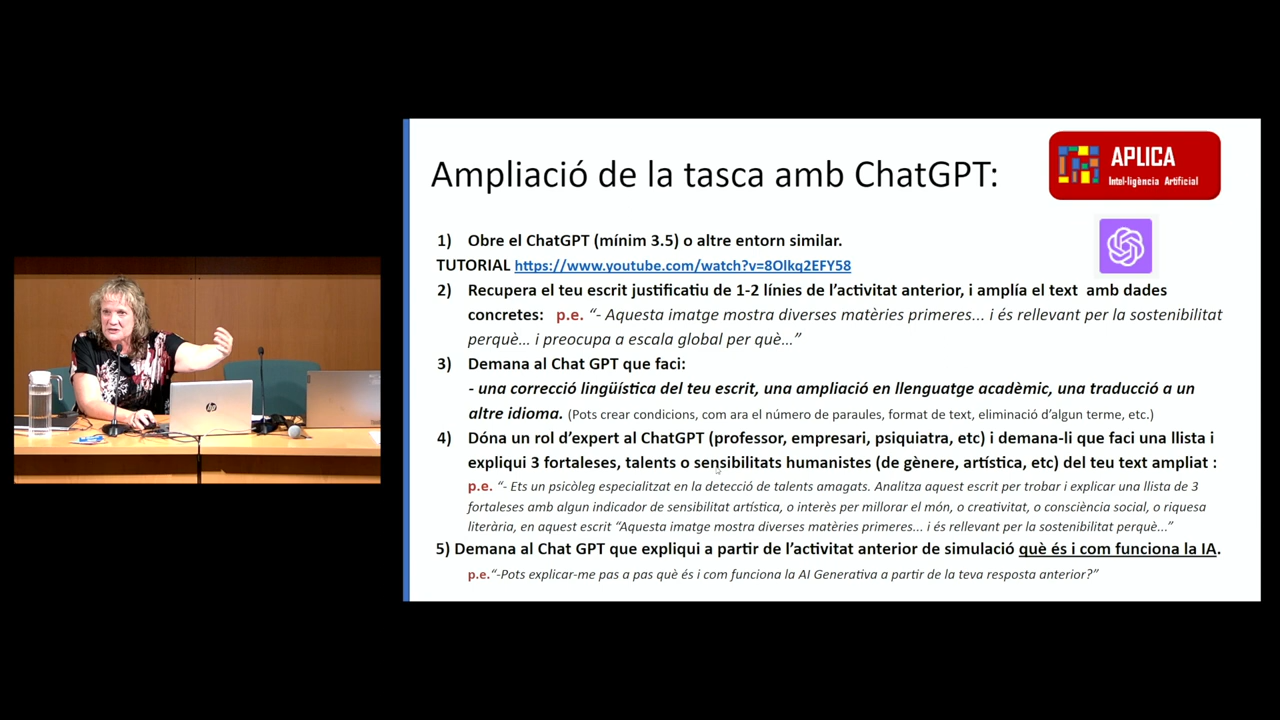 Ampliació de la tasca amb ChatGPT:
APLICA
Intel·ligència Artificial
1) Obre el ChatGPT (mínim 3.5) o altre entorn similar.
TUTORIAL https://www.youtube.com/watch?v=8Olkq2EFY58
2) Recupera el teu escrit justificatiu de 1-2 línies de l’activitat anterior, i amplía el text amb dades
concretes: p.e. “- Aquesta imatge mostra diverses matèries primeres... i és rellevant per la sostenibilitat
perquè... i preocupa a escala global per què...”
3) Demana al Chat GPT que faci:
- una correcció lingüística del teu escrit, una ampliació en llenguatge acadèmic, una traducció a un
altre idioma. (Pots crear condicions, com ara el número de paraules, format de text, eliminació d’algun terme, etc.)
4) Dóna un rol d’expert al ChatGPT (professor, empresari, psiquiatra, etc) i demana-li que faci una llista i
expliqui 3 fortaleses, talents o sensibilitats humanistes (de gènere, artística, etc) del teu text ampliat :
p.e. “- Ets un psicòleg especialitzat en la detecció de talents amagats. Analitza aquest escrit per trobar i explicar una llista de 3
fortaleses amb algun indicador de sensibilitat artística, o interès per millorar el món, o creativitat, o consciència social, o riquesa
literària, en aquest escrit “Aquesta imatge mostra diverses matèries primeres... i és rellevant per la sostenibilitat perquè...”
5) Demana al Chat GPT que expliqui a partir de l’activitat anterior de simulació què és i com funciona la IA.
p.e.“-Pots explicar-me pas a pas què és i com funciona la AI Generativa a partir de la teva resposta anterior?”
hp